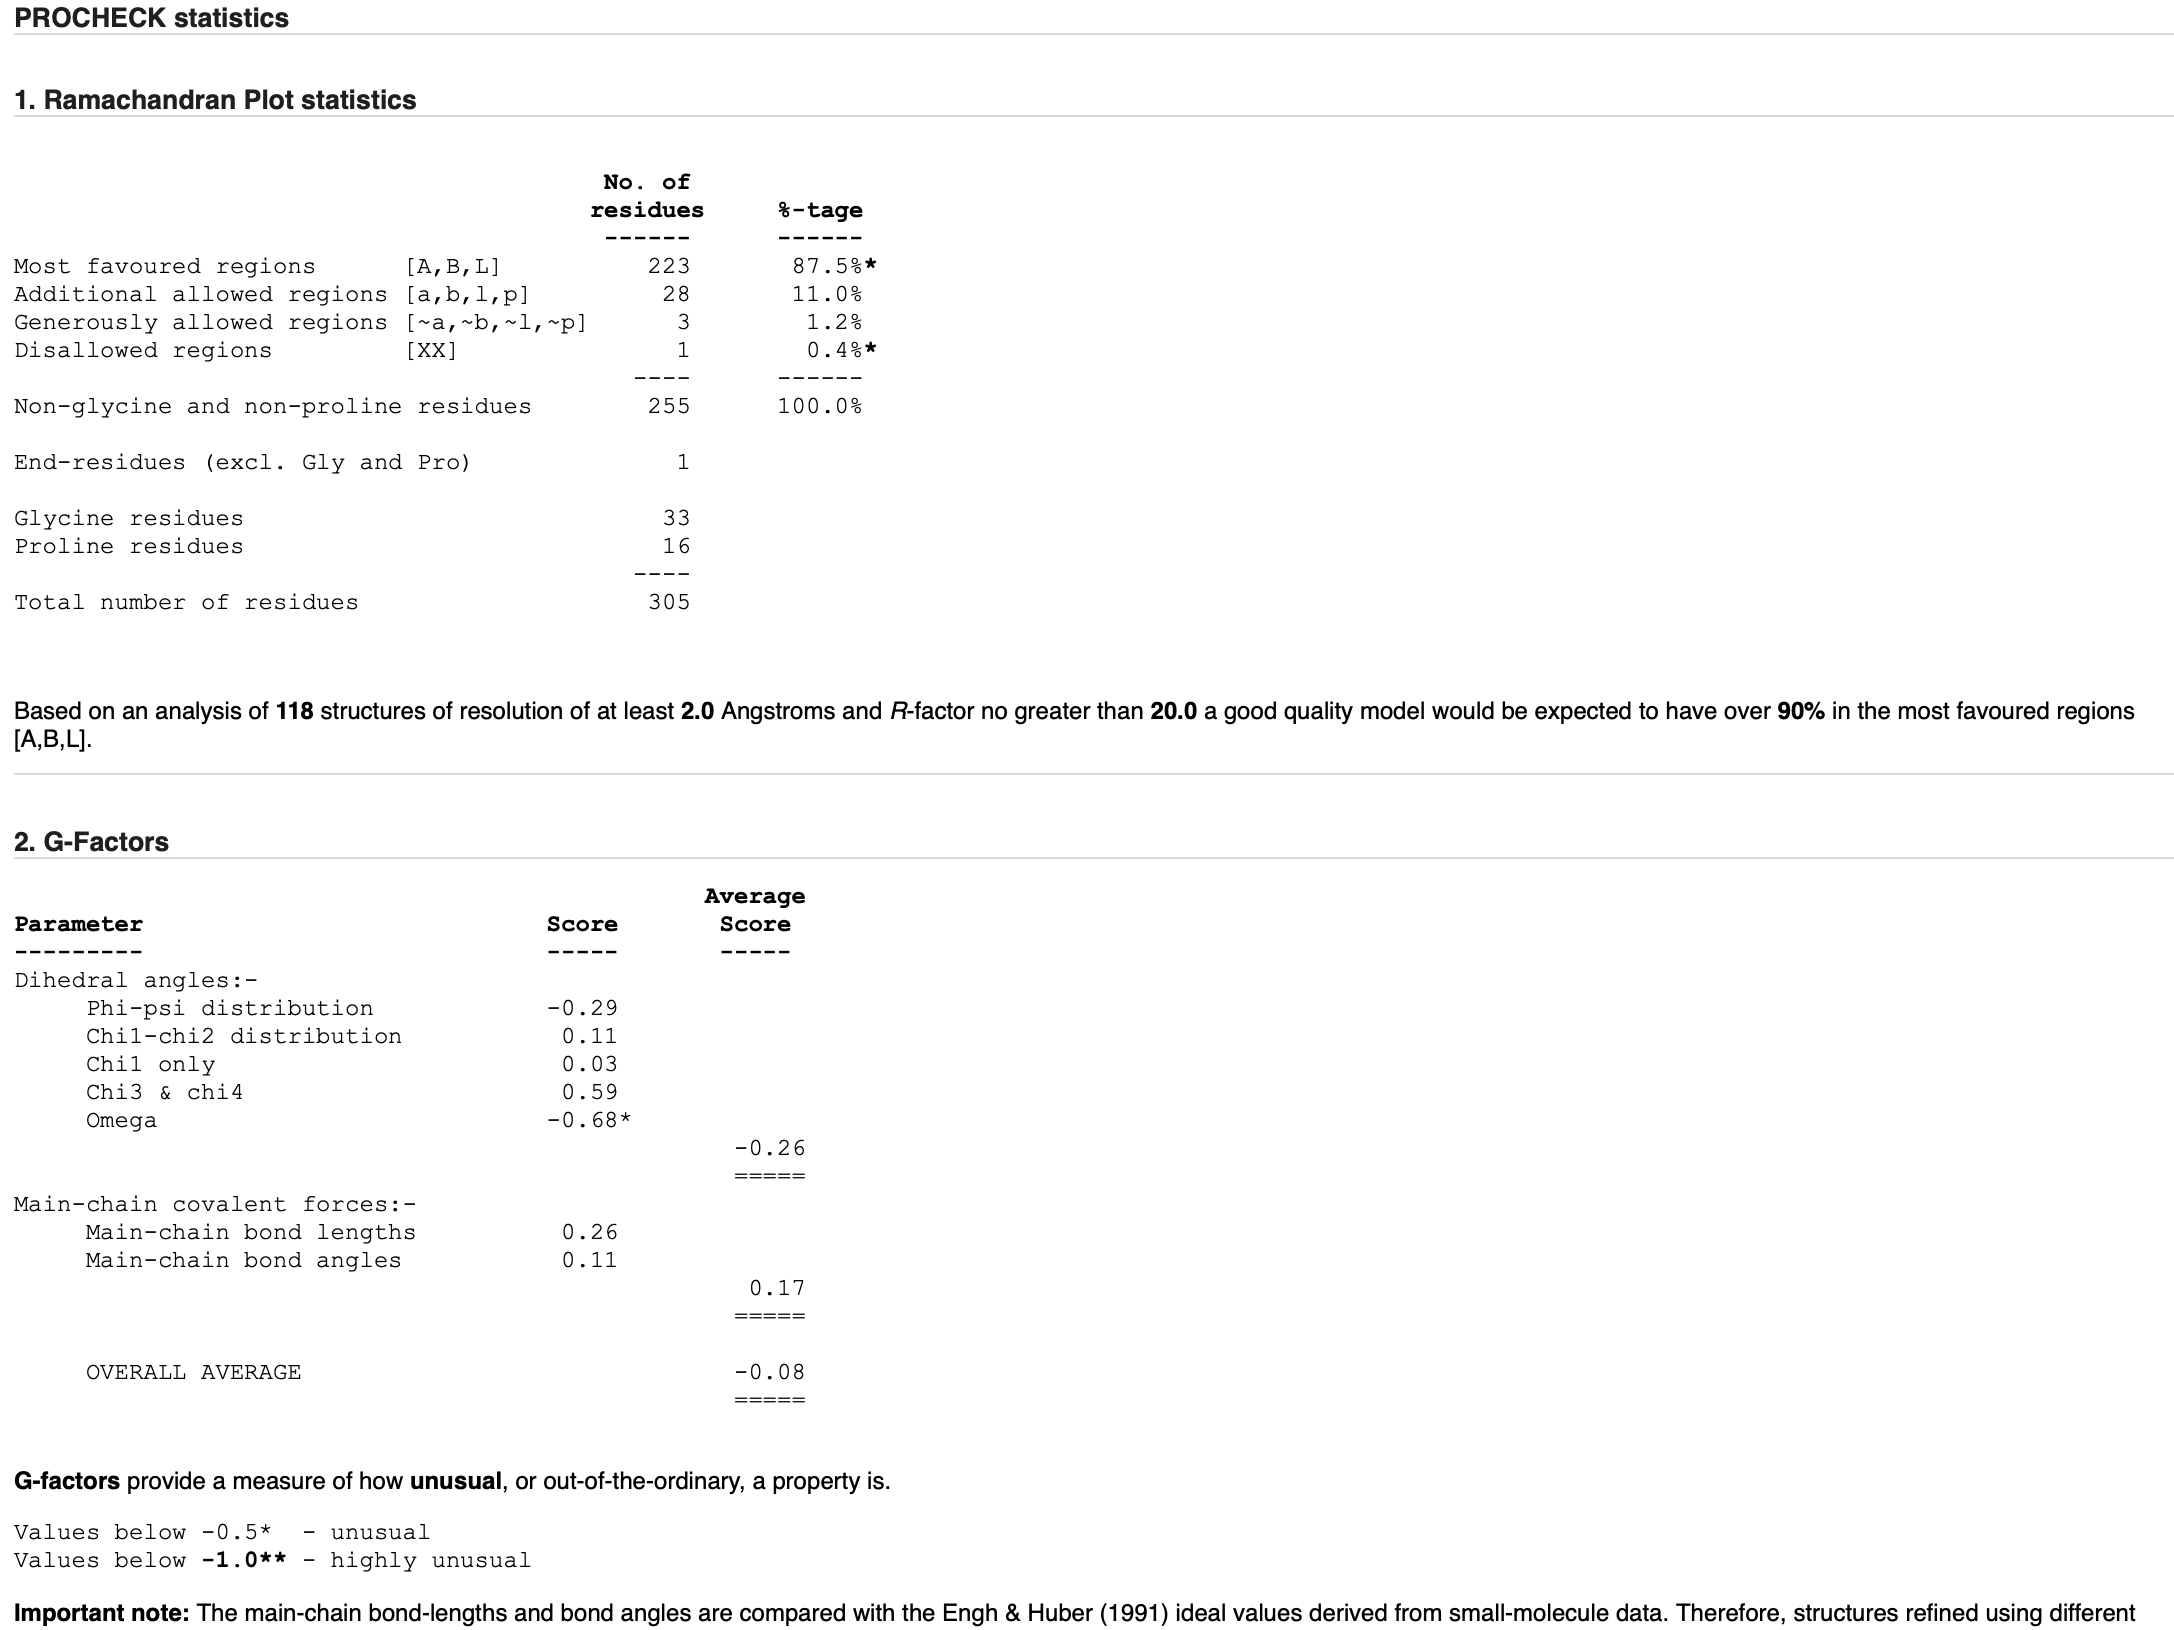 PROCHECK statistics
1. Ramachandran Plot statistics
No. of
residues %-tage
------ ------
Most favoured regions [A,B,L] 223 87.5%*
Additional allowed regions [a,b,l,p] 28 11.0%
Generously allowed regions [~a,~b,~l,~p] 3 1.2%
Disallowed regions [XX] 1 0.4%*
---- ------
Non-glycine and non-proline residues 255 100.0%
End-residues (excl. Gly and Pro) 1
Glycine residues 33
Proline residues 16
----
Total number of residues 305
Based on an analysis of 118 structures of resolution of at least 2.0 Angstroms and R-factor no greater than 20.0 a good quality model would be expected to have over 90% in the most favoured regions
[A,B,L].
2. G-Factors
Average
Parameter Score Score
--------- ----- -----
Dihedral angles:-
Phi-psi distribution -0.29
Chi1-chi2 distribution 0.11
Chi1 only 0.03
Chi3 & chi4 0.59
Omega -0.68*
-0.26
=====
Main-chain covalent forces:-
Main-chain bond lengths 0.26
Main-chain bond angles 0.11
0.17
=====
OVERALL AVERAGE -0.08
=====
G-factors provide a measure of how unusual, or out-of-the-ordinary, a property is.
Values below -0.5* - unusual
Values below -1.0** - highly unusual
Important note: The main-chain bond-lengths and bond angles are compared with the Engh & Huber (1991) ideal values derived from small-molecule data. Therefore, structures refined using different